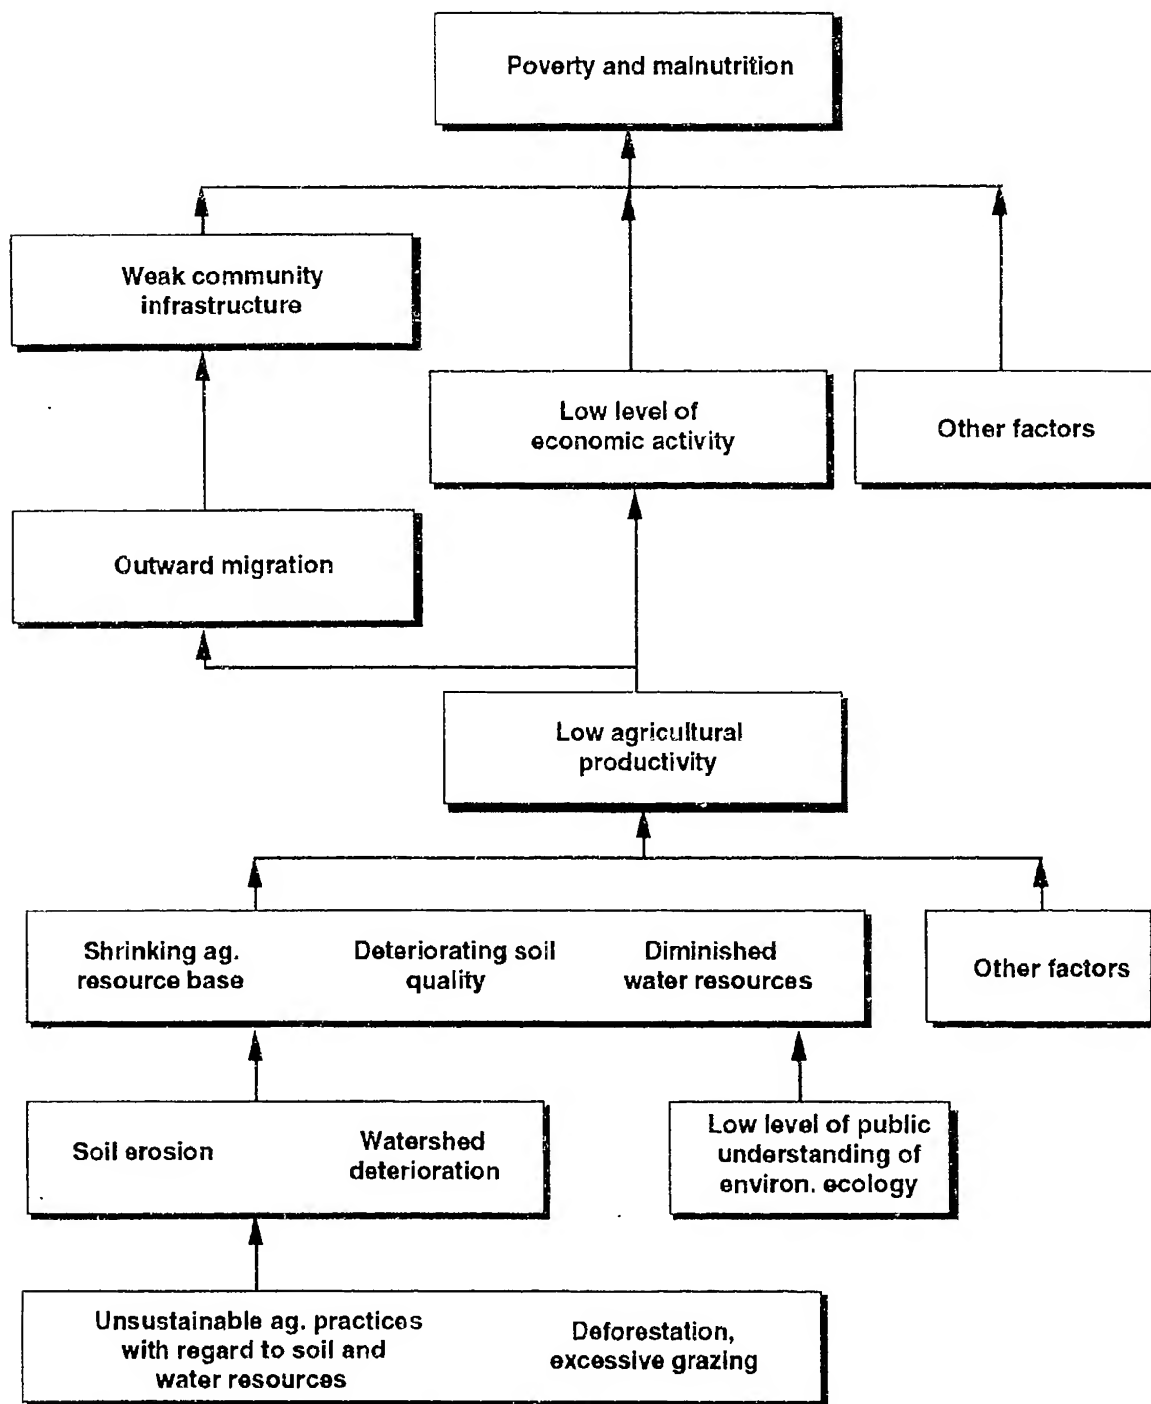 Poverty and malnutrition
Weak community
infrastructure
Low level of
economic activity
Other factors
Outward migration
Low agricultural
productivity
Shrinking ag.
resource base
Deteriorating soil
quality
Diminished
water resources
Other factors
Soil erosion
Watershed
deterioration
Low level of public
understanding of
environ. ecology
Unsustainable ag. practices
with regard to soil and
water resources
Deforestation,
excessive grazing